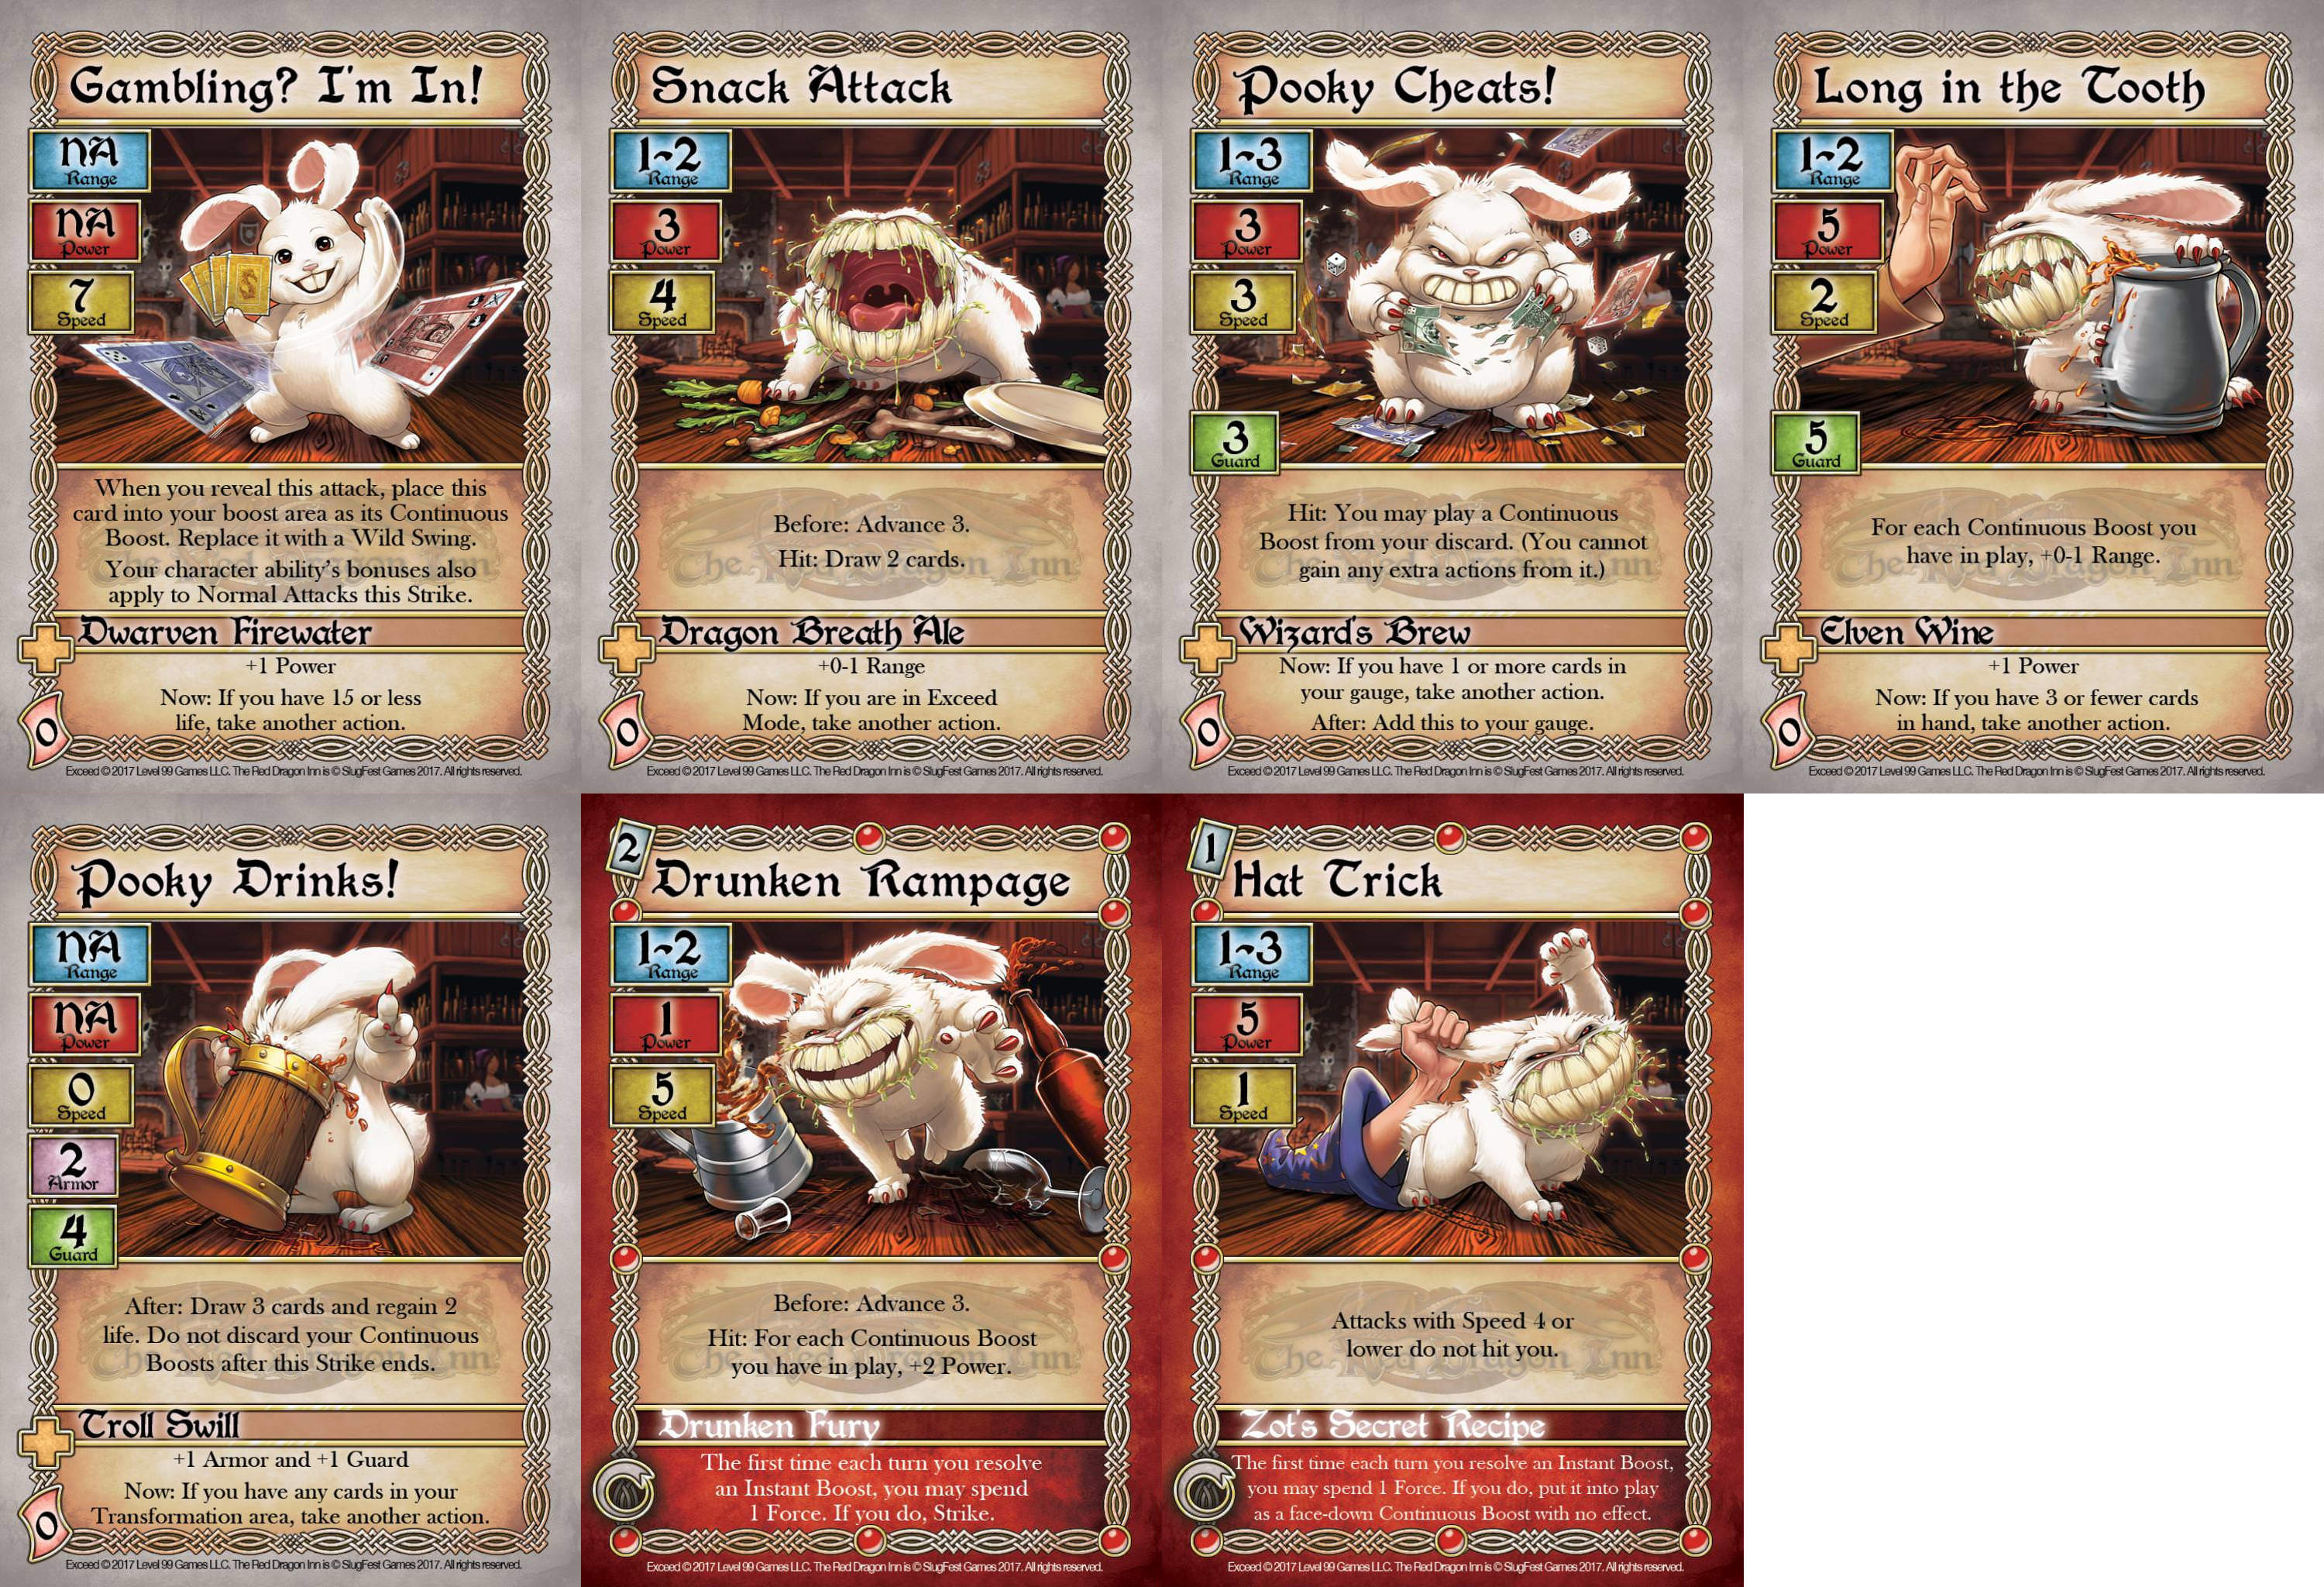 Gambling? I'm In!
NA
Range
NA
Power
7
Speed
When you reveal this attack, place this
card into your boost area as its Continuous
Boost. Replace it with a Wild Swing.
Your character ability's bonuses also
apply to Normal Attacks this Strike.
Dwarven Firewater
+1 Power
Now: If you have 15 or less
life, take another action.
0
Exceed © 2017 Level 99 Games LLC. The Red Dragon Inn is © SlugFest Games 2017. All rights reserved.
Snack Attack
1~2
Range
3
Power
4
Speed
Before: Advance 3.
Hit: Draw 2 cards.
Dragon Breath Ale
+0-1 Range
Now: If you are in Exceed
Mode, take another action.
0
Exceed © 2017 Level 99 Games LLC. The Red Dragon Inn is © SlugFest Games 2017. All rights reserved.
Pooky Cheats!
1~3
Range
3
Power
3
Speed
3
Guard
Hit: You may play a Continuous
Boost from your discard. (You cannot
gain any extra actions from it.)
Wizard's Brew
Now: If you have 1 or more cards in
your gauge, take another action.
After: Add this to your gauge.
0
Exceed © 2017 Level 99 Games LLC. The Red Dragon Inn is © SlugFest Games 2017. All rights reserved.
Long in the Tooth
1~2
Range
5
Power
2
Speed
5
Guard
For each Continuous Boost you
have in play, +0-1 Range.
Elven Wine
+1 Power
Now: If you have 3 or fewer cards
in hand, take another action.
0
Exceed © 2017 Level 99 Games LLC. The Red Dragon Inn is © SlugFest Games 2017. All rights reserved.
Pooky Drinks!
NA
Range
NA
Power
0
Speed
2
Armor
4
Guard
After: Draw 3 cards and regain 2
life. Do not discard your Continuous
Boosts after this Strike ends.
Troll Swill
+1 Armor and +1 Guard
Now: If you have any cards in your
Transformation area, take another action.
0
Exceed © 2017 Level 99 Games LLC. The Red Dragon Inn is © SlugFest Games 2017. All rights reserved.
2
Drunken Rampage
1~2
Range
1
Power
5
Speed
Before: Advance 3.
Hit: For each Continuous Boost
you have in play, +2 Power.
Drunken Fury
The first time each turn you resolve
an Instant Boost, you may spend
1 Force. If you do, Strike.
Exceed © 2017 Level 99 Games LLC. The Red Dragon Inn is © SlugFest Games 2017. All rights reserved.
1
Hat Trick
1~3
Range
5
Power
1
Speed
Attacks with Speed 4 or
lower do not hit you.
Zot's Secret Recipe
The first time each turn you resolve an Instant Boost,
you may spend 1 Force. If you do, put it into play
as a face-down Continuous Boost with no effect.
Exceed © 2017 Level 99 Games LLC. The Red Dragon Inn is © SlugFest Games 2017. All rights reserved.